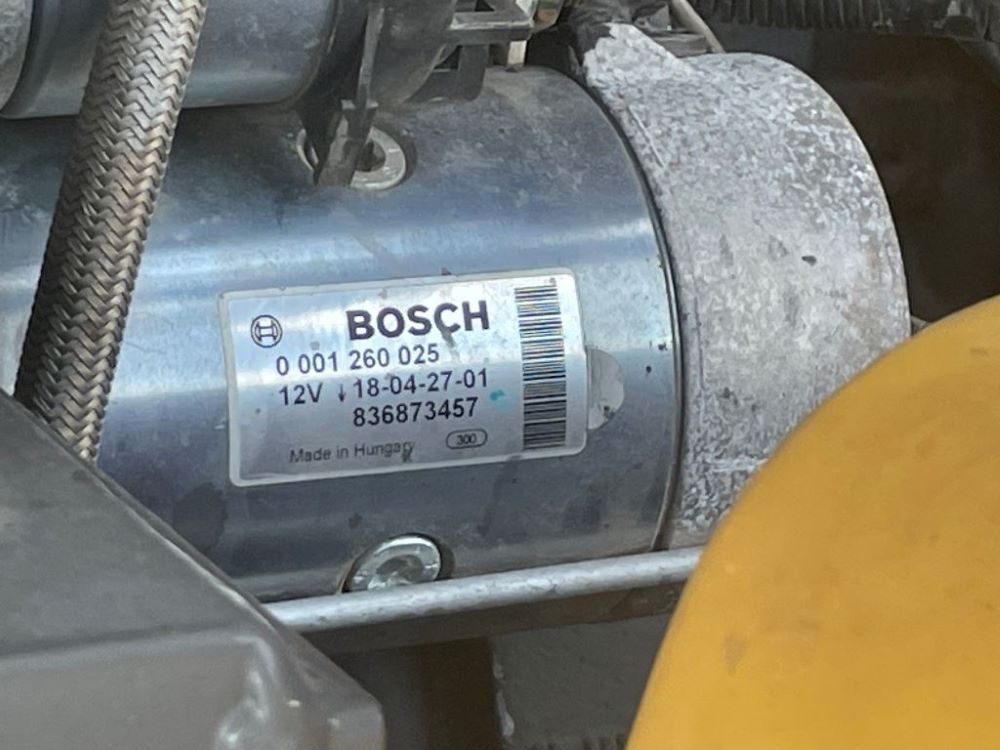 BOSCH
0 001 260 025
12V ↓18-04-27-01
836873457
Made in Hungary 300